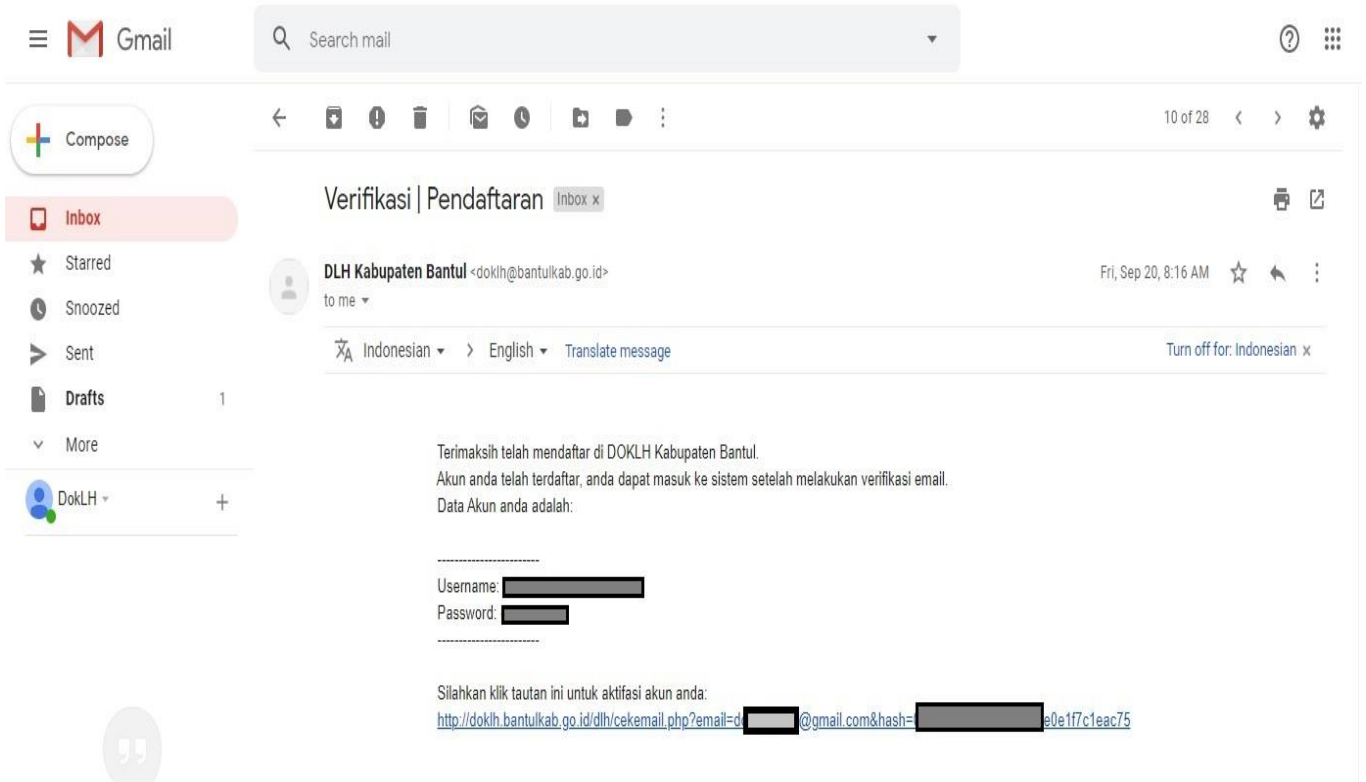 Gmail
Search mail
Compose
10 of 28
Inbox
Starred
Snoozed
Sent
Drafts 1
More
DokLH
Verifikasi | Pendaftaran Inbox x
DLH Kabupaten Bantul <doklh@bantulkab.go.id>
Fri, Sep 20, 8:16 AM
to me
Indonesian > English Translate message
Turn off for: Indonesian x
Terimaksih telah mendaftar di DOKLH Kabupaten Bantul.
Akun anda telah terdaftar, anda dapat masuk ke sistem setelah melakukan verifikasi email.
Data Akun anda adalah:
------------------------
Username:
Password:
------------------------
Silahkan klik tautan ini untuk aktifasi akun anda:
http://doklh.bantulkab.go.id/dlh/cekemail.php?email=do @gmail.com&hash= e0e1f7c1eac75